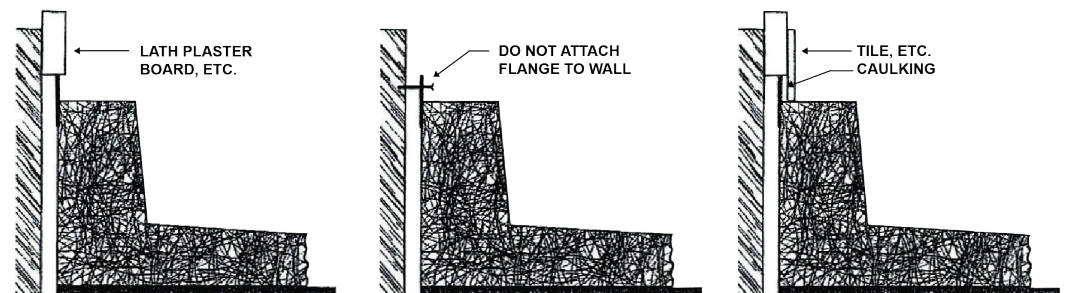 LATH PLASTER
BOARD, ETC.
DO NOT ATTACH
FLANGE TO WALL
TILE, ETC.
CAULKING